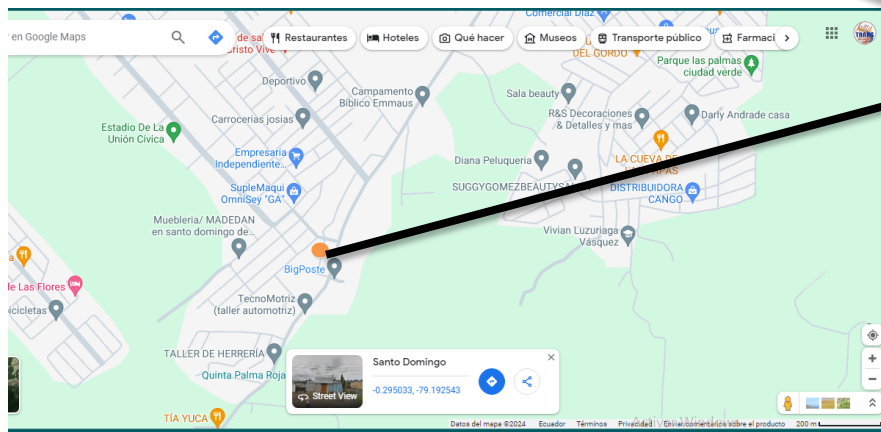 Comercial Díaz
r en Google Maps
de sal
Cristo Vive
Restaurantes
Hoteles
Qué hacer
Museos
Transporte público
Farmaci
DEL GORDO
Parque las palmas
ciudad verde
Deportivo
Campamento
Bíblico Emmaus
Sala beauty
Carrocerias josias
R&S Decoraciones
& Detalles y mas
Darly Andrade casa
Estadio De La
Unión Cívica
Empresaria
Independiente...
Diana Peluqueria
LA CUEVA DE
SupleMaqui
OmniSey "GA"
SUGGYGOMEZBEAUTYSA
DISTRIBUIDORA
CANGO
Muebleria/ MADEDAN
en santo domingo de...
Vivian Luzuriaga
Vásquez
a
BigPoste
le Las Flores
TecnoMotriz
(taller automotriz)
icicletas
TALLER DE HERRERÍA
Quinta Palma Roja
Santo Domingo
-0.295033, -79.192543
Street View
TÍA YUCA
Datos del mapa ©2024
Ecuador
Términos
Privacidad
Enviar comentarios sobre el producto
200 m